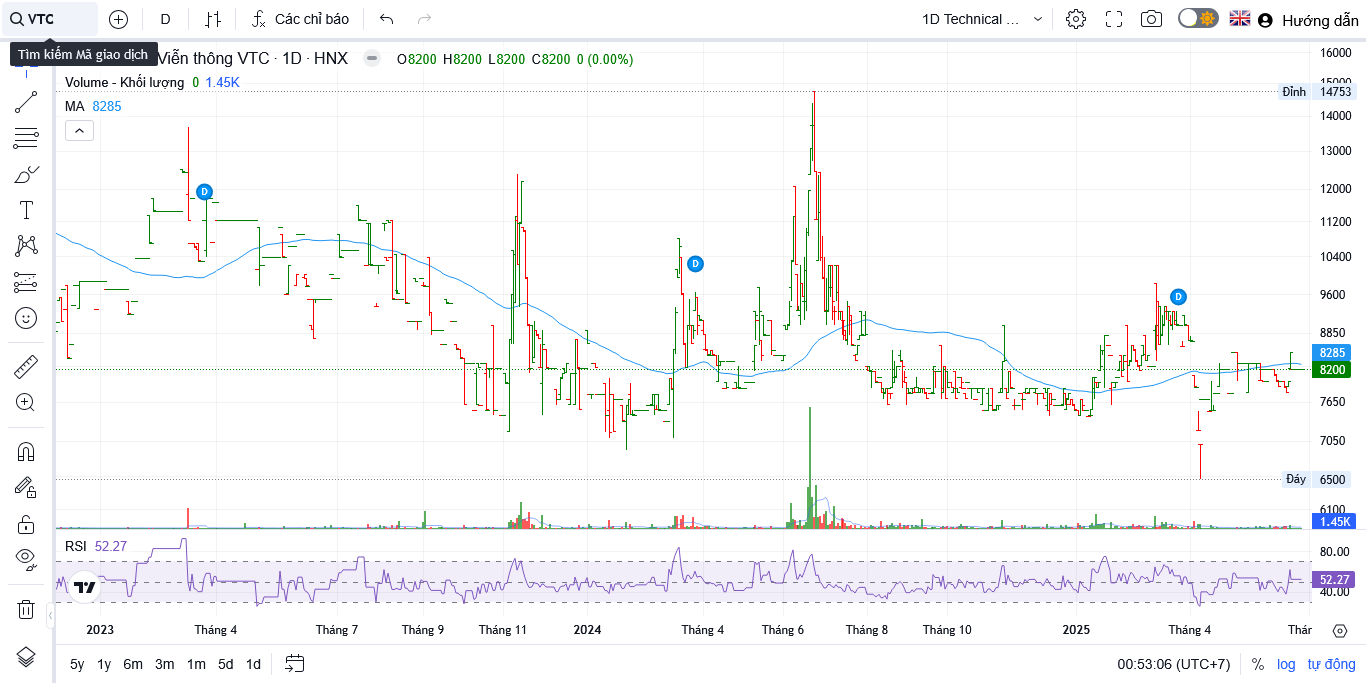 VTC
D
Các chỉ báo
1D Technical ...
Hướng dẫn
Tìm kiếm Mã giao dịch
Viễn thông VTC · 1D · HNX
O8200 H8200 L8200 C8200 0 (0.00%)
Volume - Khối lượng 0 1.45K
MA 8285
D
D
D
16000
15000
Đỉnh 14753
14000
13000
12000
11200
10400
9600
8850
8285
8200
7650
7050
Đáy 6500
6100
1.45K
RSI 52.27
80.00
52.27
40.00
2023 Tháng 4 Tháng 7 Tháng 9 Tháng 11 2024 Tháng 4 Tháng 6 Tháng 8 Tháng 10 2025 Tháng 4 Thár
5y 1y 6m 3m 1m 5d 1d
00:53:06 (UTC+7) % log tự động